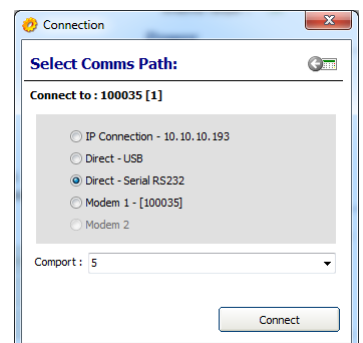 Connection
Select Comms Path:
Connect to : 100035 [1]
IP Connection - 10.10.10.193
Direct - USB
Direct - Serial RS232
Modem 1 - [100035]
Modem 2
Comport : 5
Connect